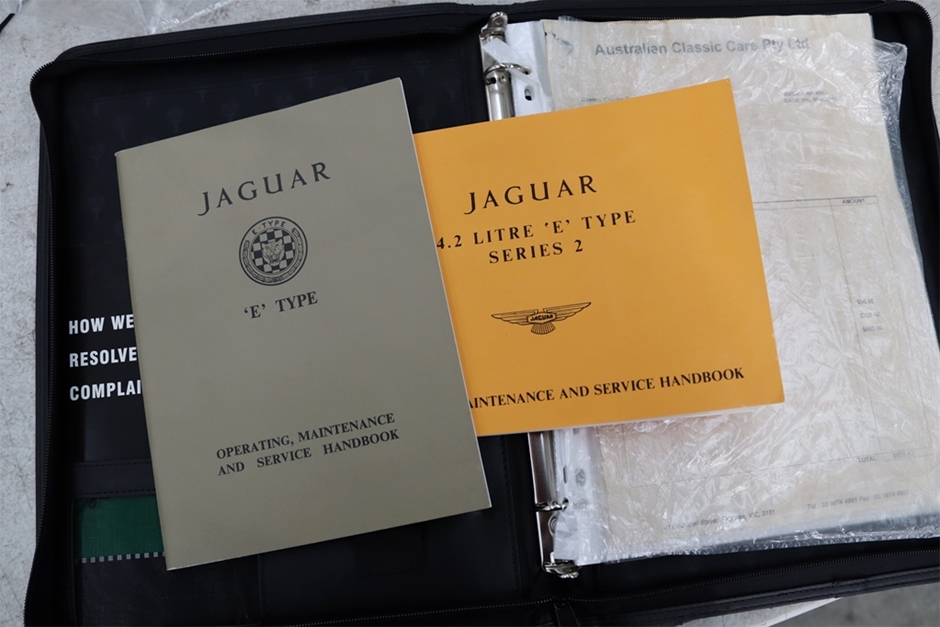 HOW WE
RESOLVE
COMPLAI
JAGUAR
E-TYPE
'E' TYPE
OPERATING, MAINTENANCE
AND SERVICE HANDBOOK
JAGUAR
4.2 LITRE 'E' TYPE
SERIES 2
JAGUAR
AINTENANCE AND SERVICE HANDBOOK
Australian Classic Cars Pty Ltd
AMOUNT
TOTAL